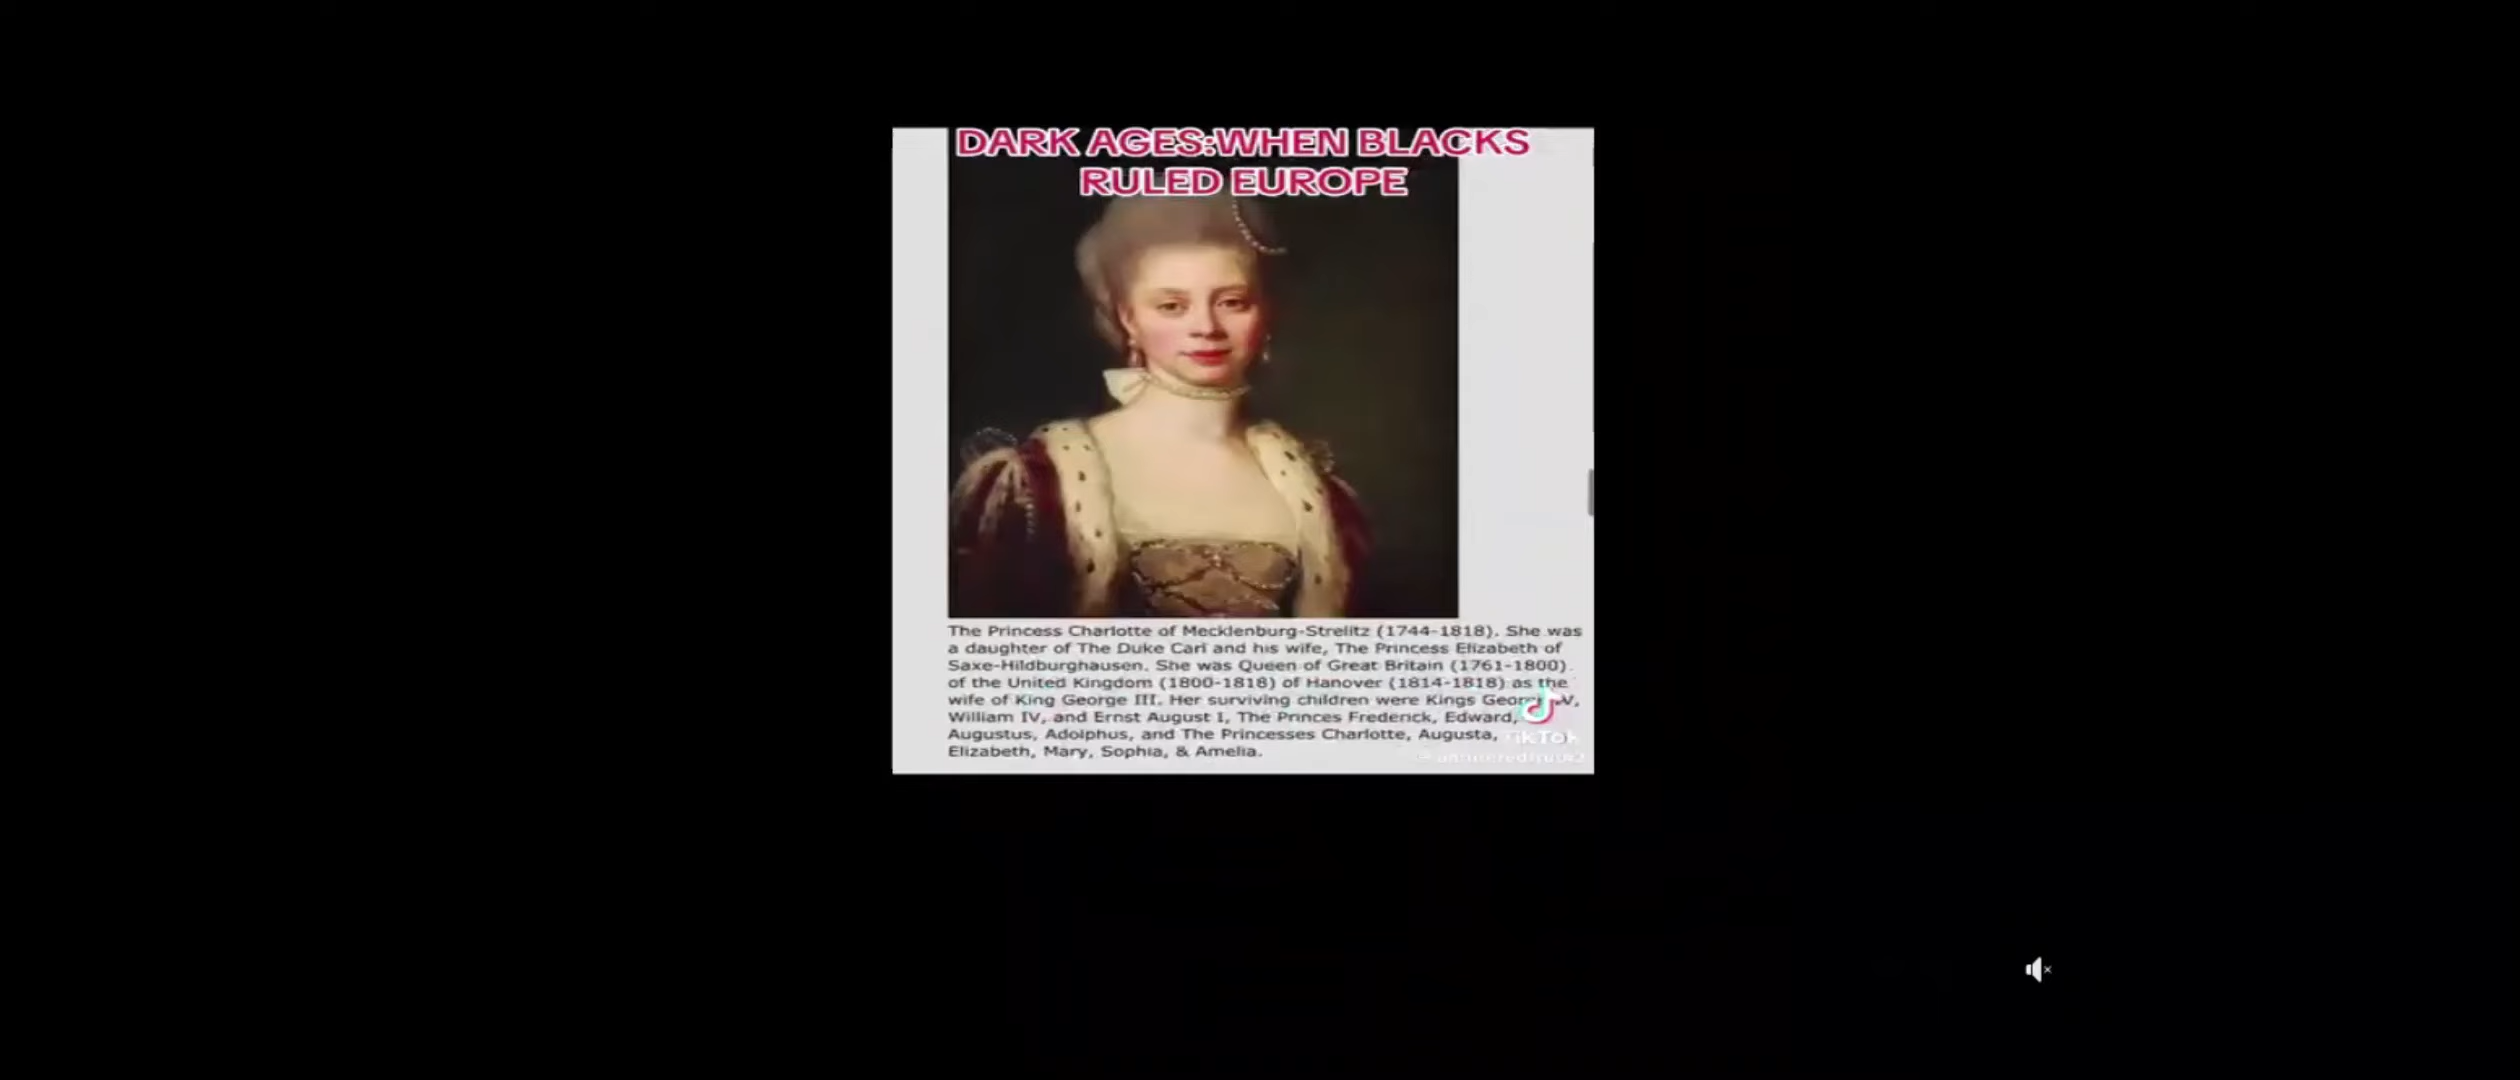 DARK AGES:WHEN BLACKS
RULED EUROPE
The Princess Charlotte of Mecklenburg-Strelitz (1744-1818). She was
a daughter of The Duke Carl and his wife, The Princess Elizabeth of
Saxe-Hildburghausen. She was Queen of Great Britain (1761-1800)
of the United Kingdom (1800-1818) of Hanover (1814-1818) as the
wife of King George III. Her surviving children were Kings George IV,
William IV, and Ernst August I, The Princes Frederick, Edward,
Augustus, Adolphus, and The Princesses Charlotte, Augusta,
Elizabeth, Mary, Sophia, & Amelia.
TikTok